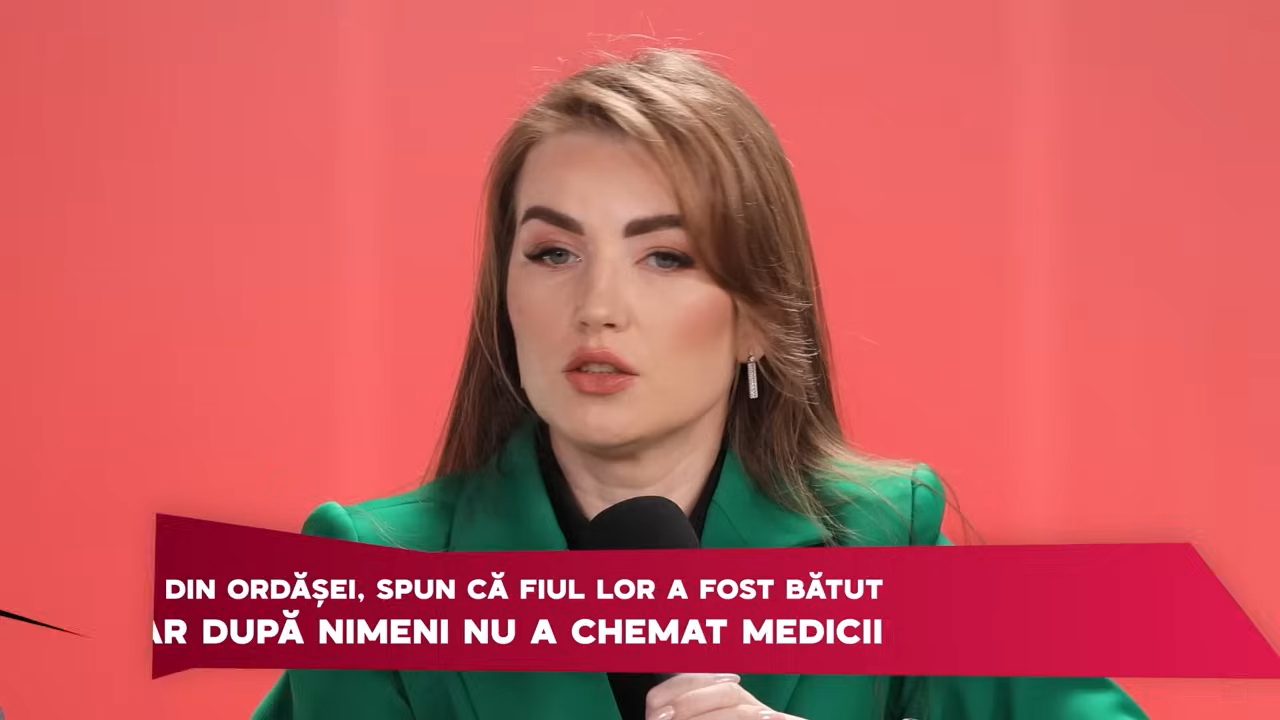 DIN ORDĂȘEI, SPUN CĂ FIUL LOR A FOST BĂTUT
DUPĂ NIMENI NU A CHEMAT MEDICII